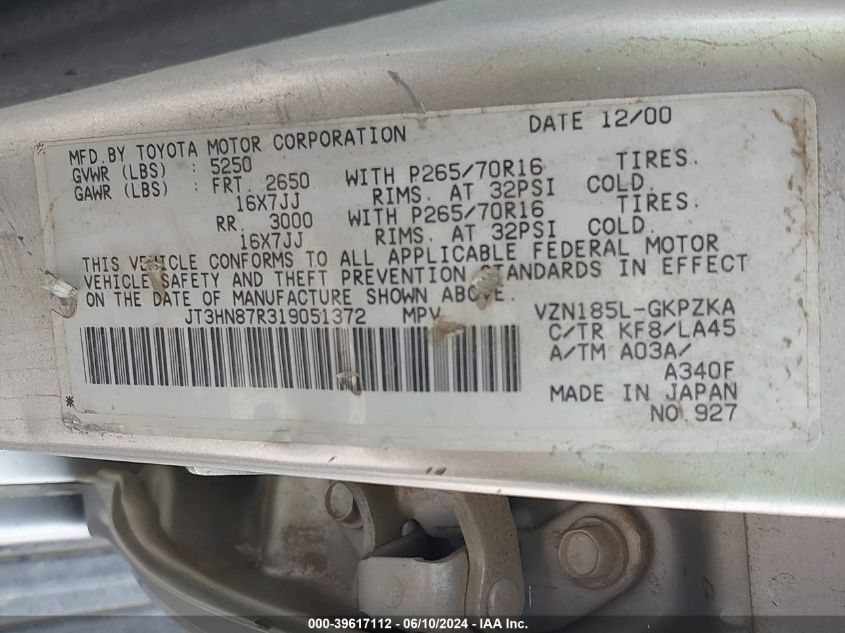 MFD.BY TOYOTA MOTOR CORPORATION DATE 12/00
GVWR (LBS) : 5250
GAWR (LBS) : FRT. 2650 WITH P265/70R16 TIRES.
16X7JJ RIMS. AT 32PSI COLD.
RR. 3000 WITH P265/70R16 TIRES.
16X7JJ RIMS. AT 32PSI COLD.
THIS VEHICLE CONFORMS TO ALL APPLICABLE FEDERAL MOTOR
VEHICLE SAFETY AND THEFT PREVENTION STANDARDS IN EFFECT
ON THE DATE OF MANUFACTURE SHOWN ABOVE.
JT3HN87R319051372 MPV VZN185L-GKPZKA
C/TR KF8/LA45
A/TM A03A/
A340F
MADE IN JAPAN
NO 927
000-39617112 - 06/10/2024 - IAA Inc.